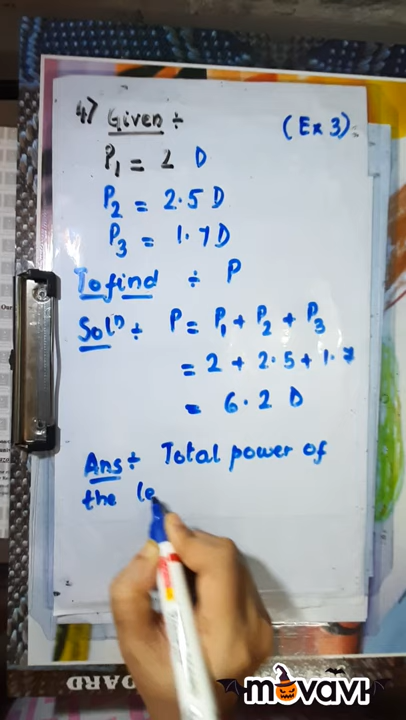 4) Given ÷ (Ex 3)
P₁ = 2 D
P₂ = 2.5 D
P₃ = 1.7 D
To find ÷ P
Solⁿ ÷ P = P₁ + P₂ + P₃
= 2 + 2.5 + 1.7
= 6.2 D
Ans ÷ Total power of
the le
ARD
movavi